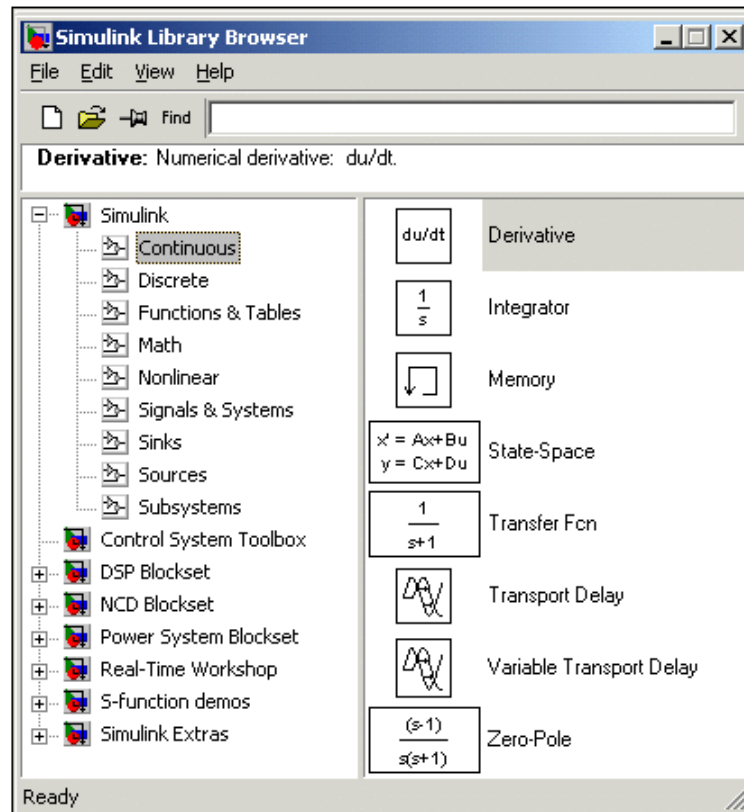 Simulink Library Browser
File Edit View Help
Find
Derivative: Numerical derivative: du/dt.
Simulink
Continuous
Discrete
Functions & Tables
Math
Nonlinear
Signals & Systems
Sinks
Sources
Subsystems
Control System Toolbox
DSP Blockset
NCD Blockset
Power System Blockset
Real-Time Workshop
S-function demos
Simulink Extras
du/dt Derivative
1
s
Integrator
Memory
x' = Ax+Bu
y = Cx+Du
State-Space
1
s+1
Transfer Fcn
Transport Delay
Variable Transport Delay
(s-1)
s(s+1)
Zero-Pole
Ready